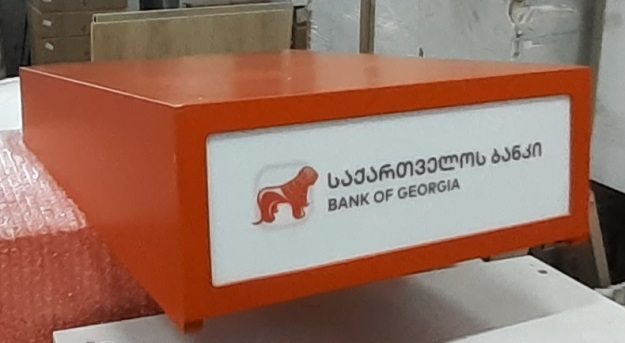 ᲡᲐᲥᲐᲠᲗᲕᲔᲚᲝᲡ ᲑᲐᲜᲙᲘ
BANK OF GEORGIA